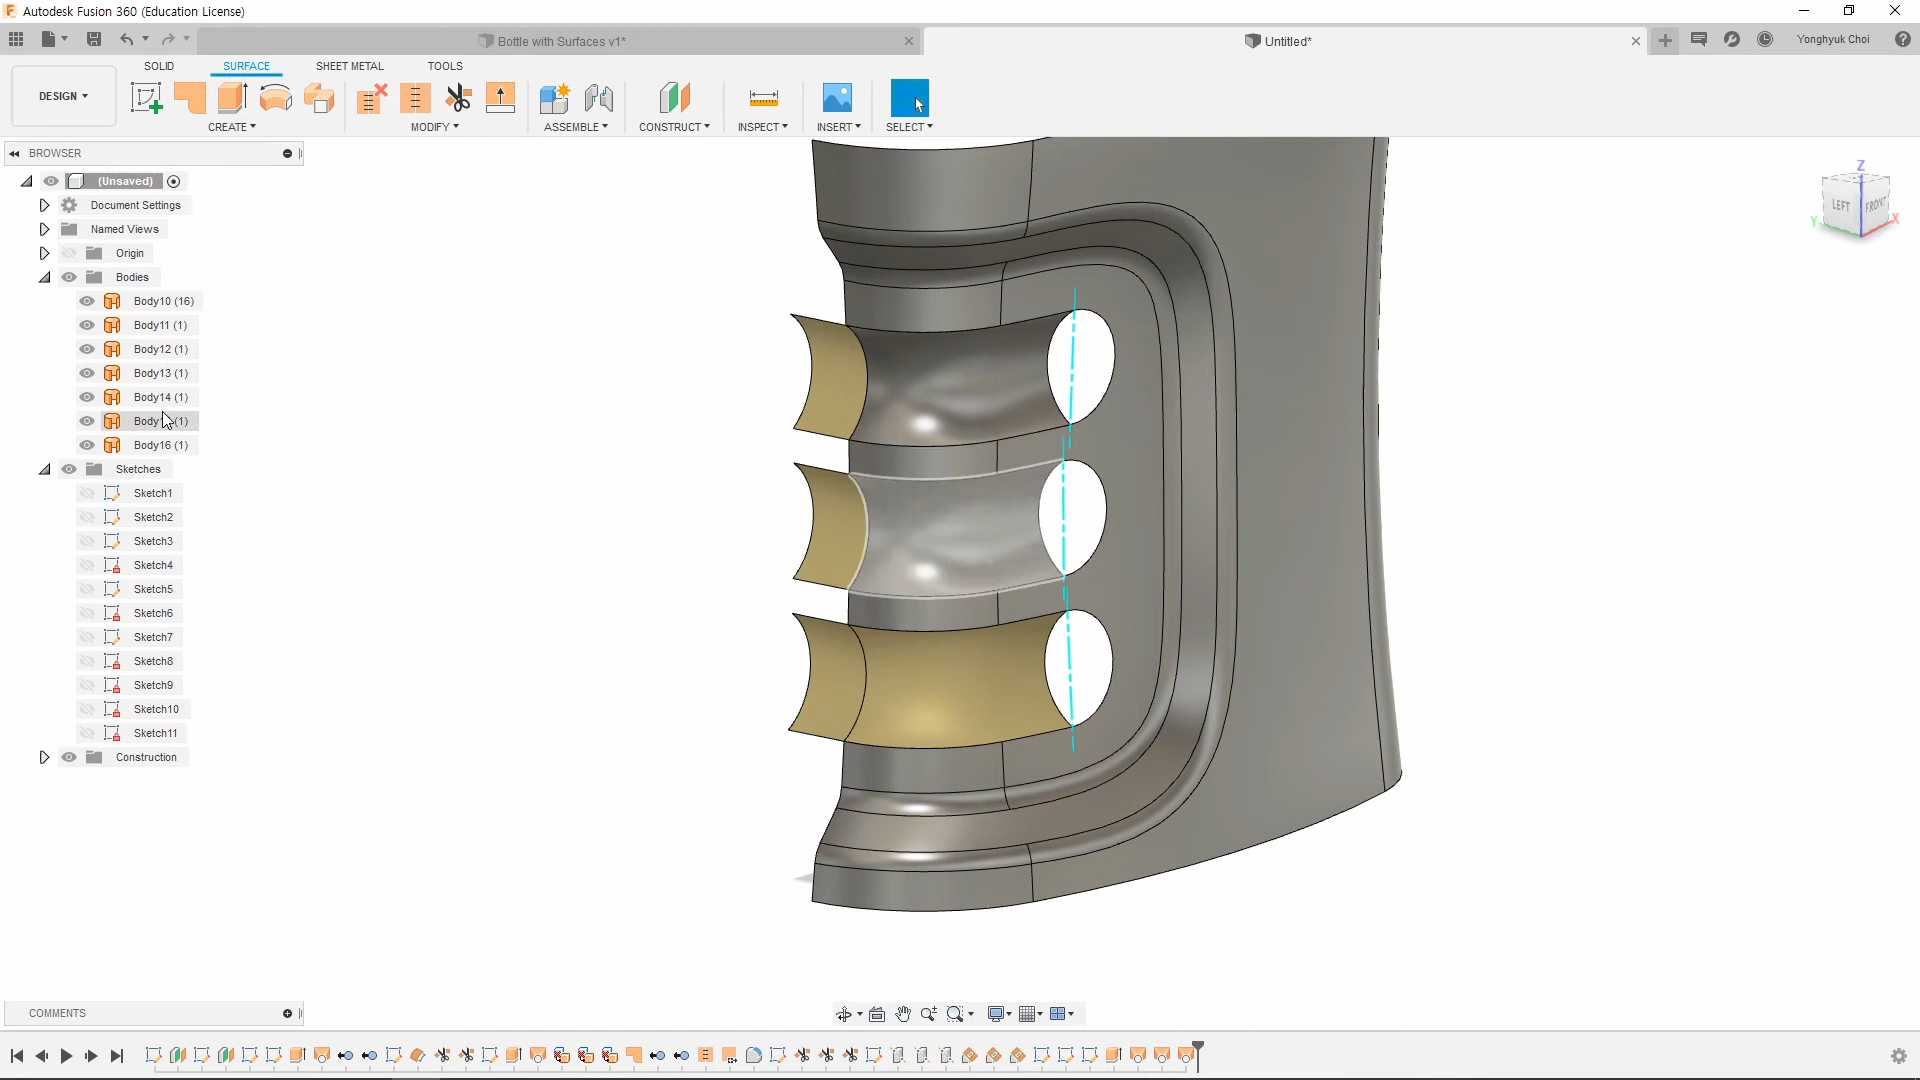 Autodesk Fusion 360 (Education License)
Bottle with Surfaces v1*
Untitled*
Yonghyuk Choi
DESIGN
SOLID
SURFACE
SHEET METAL
TOOLS
CREATE
MODIFY
ASSEMBLE
CONSTRUCT
INSPECT
INSERT
SELECT
BROWSER
(Unsaved)
Document Settings
Named Views
Origin
Bodies
Body10 (16)
Body11 (1)
Body12 (1)
Body13 (1)
Body14 (1)
(1)
Body16 (1)
Sketches
Sketch1
Sketch2
Sketch3
Sketch4
Sketch5
Sketch6
Sketch7
Sketch8
Sketch9
Sketch10
Sketch11
Construction
Z
LEFT
FRONT
Y
X
COMMENTS